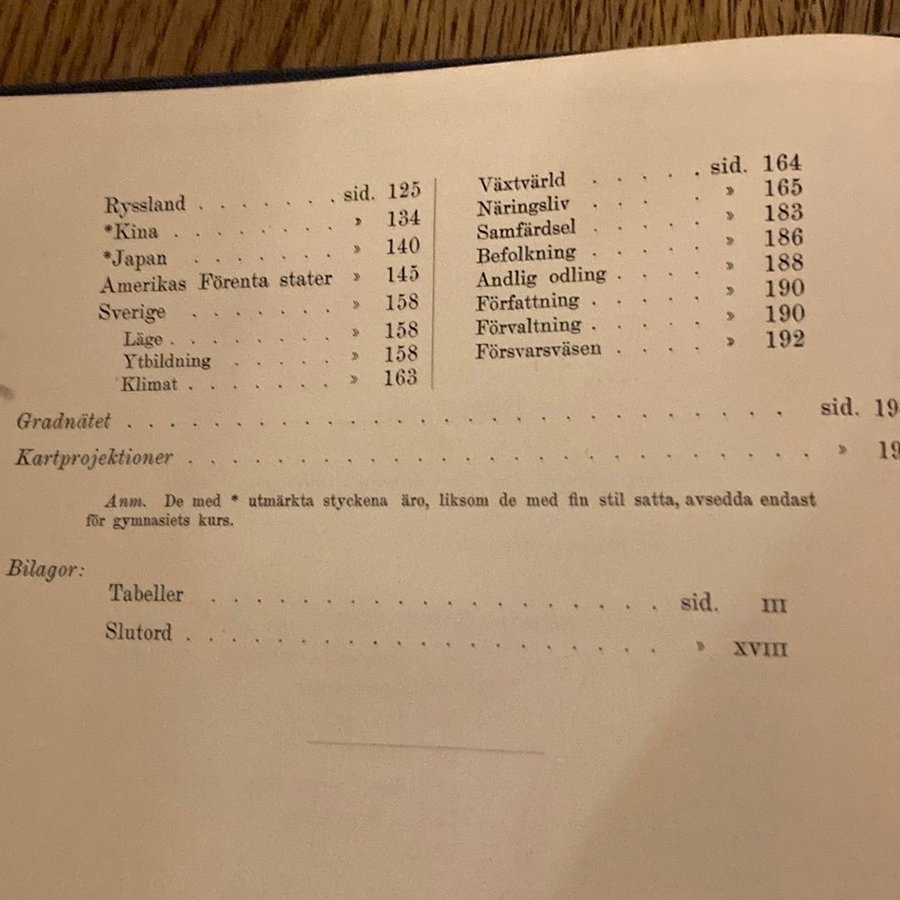 Ryssland . . . . . . . sid. 125
*Kina . . . . . . . . » 134
*Japan . . . . . . . » 140
Amerikas Förenta stater » 145
Sverige . . . . . . . » 158
Läge . . . . . . . . » 158
Ytbildning . . . . . » 158
Klimat . . . . . . . » 163
Växtvärld . . . . . sid. 164
Näringsliv . . . . . » 165
Samfärdsel . . . . . » 183
Befolkning . . . . . » 186
Andlig odling . . . . » 188
Författning . . . . . » 190
Förvaltning . . . . . » 190
Försvarsväsen . . . . » 192
Gradnätet . . . . . . . . . . . . . . . . . . . . . . . sid. 19
Kartprojektioner . . . . . . . . . . . . . . . . . . . . » 19
Anm. De med * utmärkta styckena äro, liksom de med fin stil satta, avsedda endast
för gymnasiets kurs.
Bilagor:
Tabeller . . . . . . . . . . . . . . . . . . . . sid. III
Slutord . . . . . . . . . . . . . . . . . . . . . » XVIII